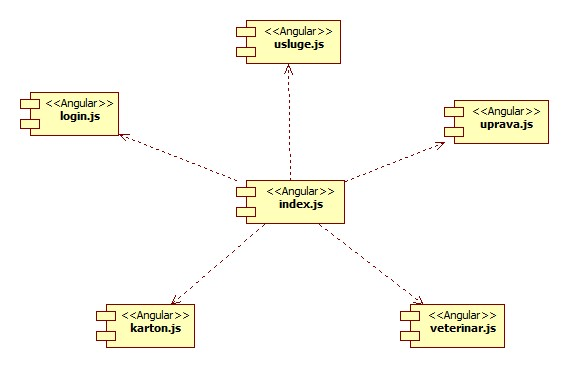 <<Angular>>
usluge.js
<<Angular>>
login.js
<<Angular>>
uprava.js
<<Angular>>
index.js
<<Angular>>
karton.js
<<Angular>>
veterinar.js